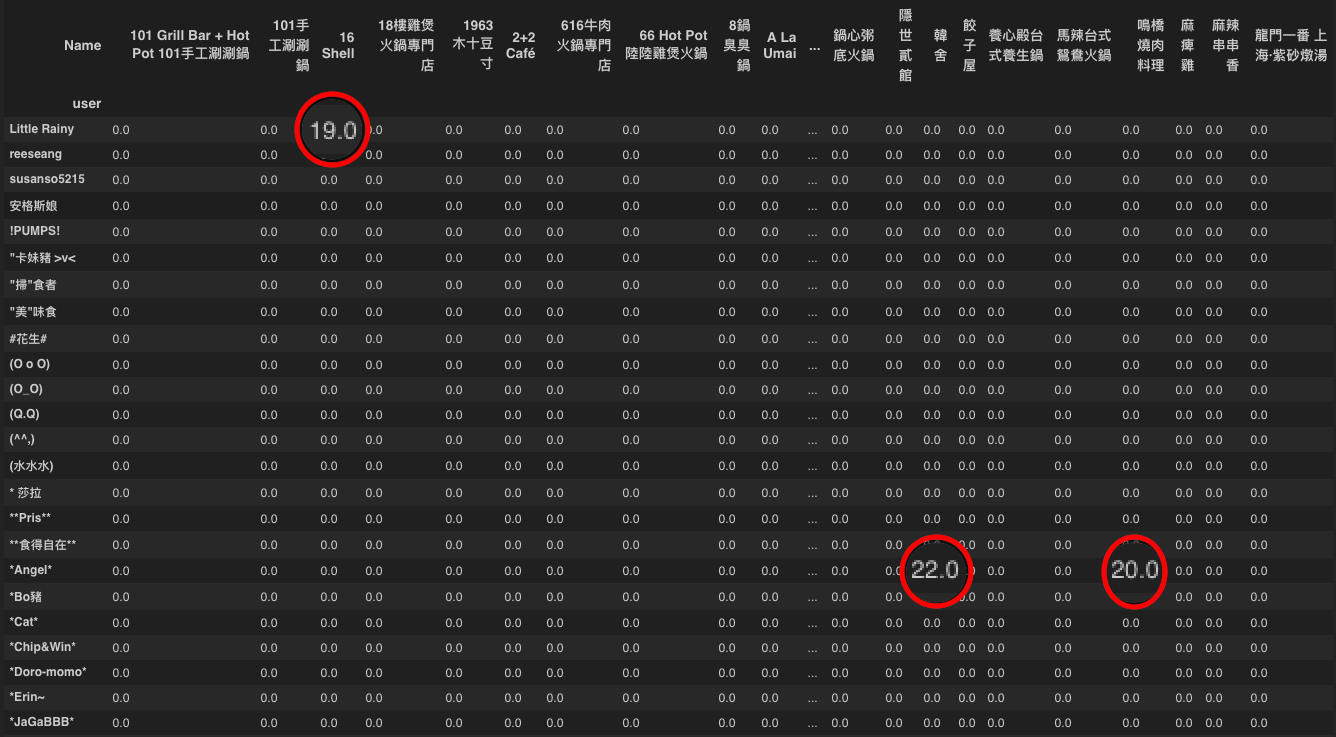 Name
101 Grill Bar + Hot
Pot 101手工涮涮鍋
101手
工涮涮
鍋
16
Shell
18樓雞煲
火鍋專門
店
1963
木十豆
寸
2+2
Café
616牛肉
火鍋專門
店
66 Hot Pot
陸陸雞煲火鍋
8鍋
臭臭
鍋
A La
Umai
...
鍋心粥
底火鍋
隱
世
貳
館
韓
舍
餃
子
屋
養心殿台
式養生鍋
馬辣台式
鴛鴦火鍋
鳴橋
燒肉
料理
麻
痺
雞
麻辣
串串
香
龍門一番 上
海·紫砂燉湯
user
Little Rainy 0.0 0.0 19.0 0.0 0.0 0.0 0.0 0.0 0.0 0.0 ... 0.0 0.0 0.0 0.0 0.0 0.0 0.0 0.0 0.0 0.0
reeseang 0.0 0.0 0.0 0.0 0.0 0.0 0.0 0.0 0.0 ... 0.0 0.0 0.0 0.0 0.0 0.0 0.0 0.0 0.0 0.0
susanso5215 0.0 0.0 0.0 0.0 0.0 0.0 0.0 0.0 0.0 0.0 ... 0.0 0.0 0.0 0.0 0.0 0.0 0.0 0.0 0.0 0.0
安格斯娘 0.0 0.0 0.0 0.0 0.0 0.0 0.0 0.0 0.0 0.0 ... 0.0 0.0 0.0 0.0 0.0 0.0 0.0 0.0 0.0 0.0
!PUMPS! 0.0 0.0 0.0 0.0 0.0 0.0 0.0 0.0 0.0 0.0 ... 0.0 0.0 0.0 0.0 0.0 0.0 0.0 0.0 0.0 0.0
"卡妹豬 >v< 0.0 0.0 0.0 0.0 0.0 0.0 0.0 0.0 0.0 0.0 ... 0.0 0.0 0.0 0.0 0.0 0.0 0.0 0.0 0.0 0.0
"掃"食者 0.0 0.0 0.0 0.0 0.0 0.0 0.0 0.0 0.0 0.0 ... 0.0 0.0 0.0 0.0 0.0 0.0 0.0 0.0 0.0 0.0
"美"味食 0.0 0.0 0.0 0.0 0.0 0.0 0.0 0.0 0.0 0.0 ... 0.0 0.0 0.0 0.0 0.0 0.0 0.0 0.0 0.0 0.0
#花生# 0.0 0.0 0.0 0.0 0.0 0.0 0.0 0.0 0.0 0.0 ... 0.0 0.0 0.0 0.0 0.0 0.0 0.0 0.0 0.0 0.0
(O o O) 0.0 0.0 0.0 0.0 0.0 0.0 0.0 0.0 0.0 0.0 ... 0.0 0.0 0.0 0.0 0.0 0.0 0.0 0.0 0.0 0.0
(O_O) 0.0 0.0 0.0 0.0 0.0 0.0 0.0 0.0 0.0 0.0 ... 0.0 0.0 0.0 0.0 0.0 0.0 0.0 0.0 0.0 0.0
(Q.Q) 0.0 0.0 0.0 0.0 0.0 0.0 0.0 0.0 0.0 0.0 ... 0.0 0.0 0.0 0.0 0.0 0.0 0.0 0.0 0.0 0.0
(^^,) 0.0 0.0 0.0 0.0 0.0 0.0 0.0 0.0 0.0 0.0 ... 0.0 0.0 0.0 0.0 0.0 0.0 0.0 0.0 0.0 0.0
(水水水) 0.0 0.0 0.0 0.0 0.0 0.0 0.0 0.0 0.0 0.0 ... 0.0 0.0 0.0 0.0 0.0 0.0 0.0 0.0 0.0 0.0
* 莎拉 0.0 0.0 0.0 0.0 0.0 0.0 0.0 0.0 0.0 0.0 ... 0.0 0.0 0.0 0.0 0.0 0.0 0.0 0.0 0.0 0.0
**Pris** 0.0 0.0 0.0 0.0 0.0 0.0 0.0 0.0 0.0 0.0 ... 0.0 0.0 0.0 0.0 0.0 0.0 0.0 0.0 0.0 0.0
**食得自在** 0.0 0.0 0.0 0.0 0.0 0.0 0.0 0.0 0.0 0.0 ... 0.0 0.0 0.0 0.0 0.0 0.0 0.0 0.0
*Angel* 0.0 0.0 0.0 0.0 0.0 0.0 0.0 0.0 0.0 0.0 ... 0.0 0.0 22.0 0.0 0.0 20.0 0.0 0.0 0.0
*Bo豬 0.0 0.0 0.0 0.0 0.0 0.0 0.0 0.0 0.0 0.0 ... 0.0 0.0 0.0 0.0 0.0 0.0 0.0 0.0
*Cat* 0.0 0.0 0.0 0.0 0.0 0.0 0.0 0.0 0.0 0.0 ... 0.0 0.0 0.0 0.0 0.0 0.0 0.0 0.0 0.0 0.0
*Chip&Win* 0.0 0.0 0.0 0.0 0.0 0.0 0.0 0.0 0.0 0.0 ... 0.0 0.0 0.0 0.0 0.0 0.0 0.0 0.0 0.0 0.0
*Doro-momo* 0.0 0.0 0.0 0.0 0.0 0.0 0.0 0.0 0.0 0.0 ... 0.0 0.0 0.0 0.0 0.0 0.0 0.0 0.0 0.0 0.0
*Erin~ 0.0 0.0 0.0 0.0 0.0 0.0 0.0 0.0 0.0 0.0 ... 0.0 0.0 0.0 0.0 0.0 0.0 0.0 0.0 0.0 0.0
*JaGaBBB* 0.0 0.0 0.0 0.0 0.0 0.0 0.0 0.0 0.0 0.0 ... 0.0 0.0 0.0 0.0 0.0 0.0 0.0 0.0 0.0 0.0